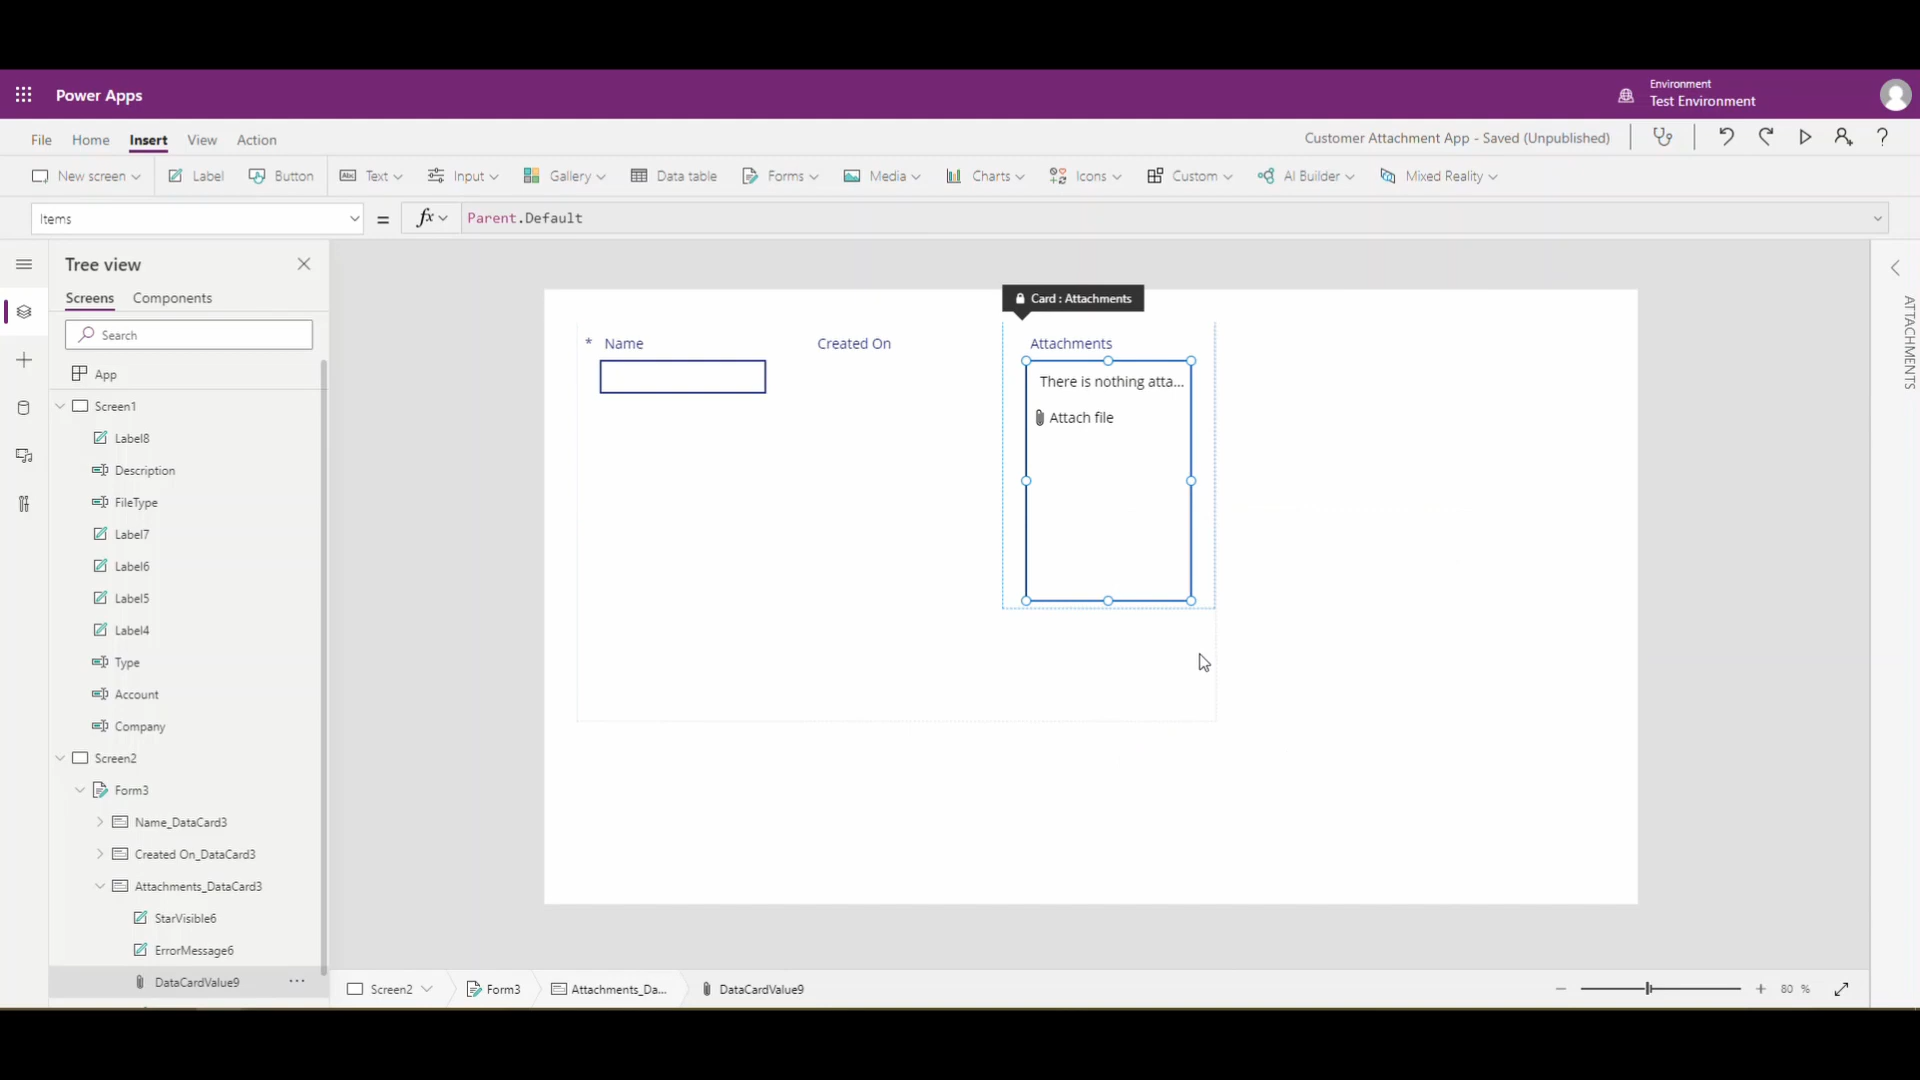 Power Apps
Environment
Test Environment
File Home Insert View Action
Customer Attachment App - Saved (Unpublished)
New screen Label Button Text Input Gallery Data table Forms Media Charts Icons Custom AI Builder Mixed Reality
Items = fx Parent.Default
Tree view
Screens Components
Search
App
Screen1
Label8
Description
FileType
Label7
Label6
Label5
Label4
Type
Account
Company
Screen2
Form3
Name_DataCard3
Created On_DataCard3
Attachments_DataCard3
StarVisible6
ErrorMessage6
DataCardValue9 ...
Card : Attachments
* Name Created On Attachments
There is nothing atta...
Attach file
ATTACHMENTS
Screen2 Form3 Attachments_Da... DataCardValue9
80 %